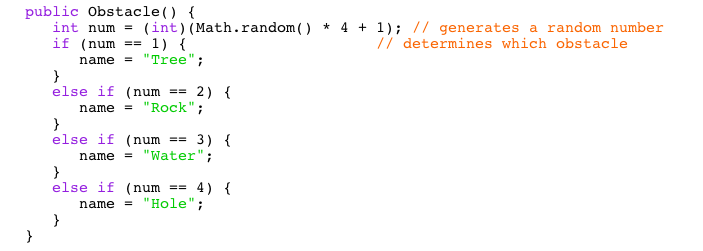 public Obstacle() {
   int num = (int)(Math.random() * 4 + 1); // generates a random number
   if (num == 1) {                     // determines which obstacle
      name = "Tree";
   }
   else if (num == 2) {
      name = "Rock";
   }
   else if (num == 3) {
      name = "Water";
   }
   else if (num == 4) {
      name = "Hole";
   }
}